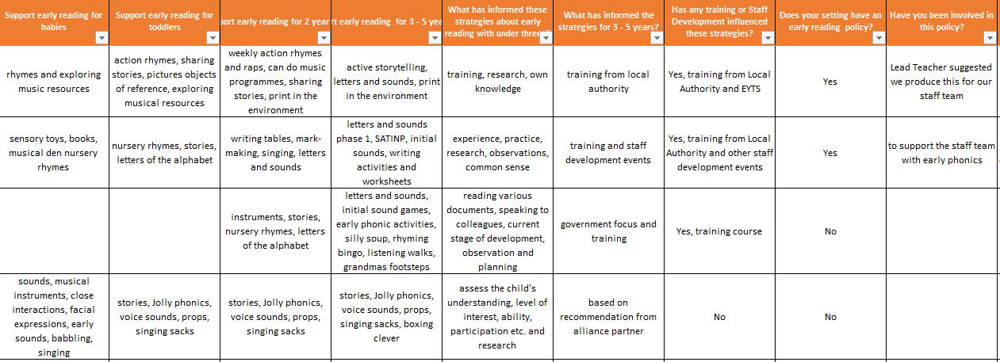 Support early reading for
babies
Support early reading for
toddlers
port early reading for 2 year
rt early reading for 3 - 5 yea
What has informed these
strategies about early
reading with under three
What has informed the
strategies for 3 - 5 years?
Has any training or Staff
Development influenced
these strategies?
Does your setting have an
early reading policy?
Have you been involved in
this policy?
rhymes and exploring
music resources
action rhymes, sharing
stories, pictures objects
of reference, exploring
musical resources
weekly action rhymes
and raps, can do music
programmes, sharing
stories, print in the
environment
active storytelling,
letters and sounds, print
in the environment
training, research, own
knowledge
training from local
authority
Yes, training from Local
Authority and EYTS
Yes
Lead Teacher suggested
we produce this for our
staff team
sensory toys, books,
musical den nursery
rhymes
nursery rhymes, stories,
letters of the alphabet
writing tables, mark-
making, singing, letters
and sounds
letters and sounds
phase 1, SATINP, initial
sounds, writing
activities and
worksheets
experience, practice,
research, observations,
common sense
training and staff
development events
Yes, training from Local
Authority and other staff
development events
Yes
to support the staff team
with early phonics
instruments, stories,
nursery rhymes, letters
of the alphabet
letters and sounds,
initial sound games,
early phonic activities,
silly soup, rhyming
bingo, listening walks,
grandmas footsteps
reading various
documents, speaking to
colleagues, current
stage of development,
observation and
planning
government focus and
training
Yes, training course
No
sounds, musical
instruments, close
interactions, facial
expressions, early
sounds, babbling,
singing
stories, Jolly phonics,
voice sounds, props,
singing sacks
stories, Jolly phonics,
voice sounds, props,
singing sacks
stories, Jolly phonics,
voice sounds, props,
singing sacks, boxing
clever
assess the child's
understanding, level of
interest, ability,
participation etc. and
research
based on
recommendation from
alliance partner
No
No